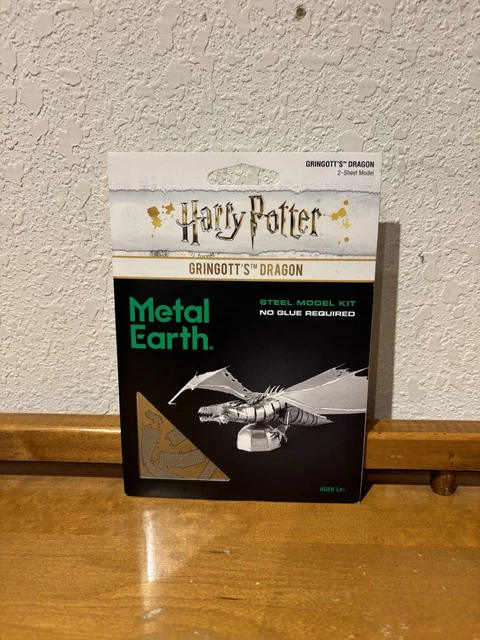 GRINGOTT'S™ DRAGON
2-Sheet Model
Harry Potter
GRINGOTT'S™ DRAGON
Metal
Earth®
STEEL MODEL KIT
NO GLUE REQUIRED
AGES 14+